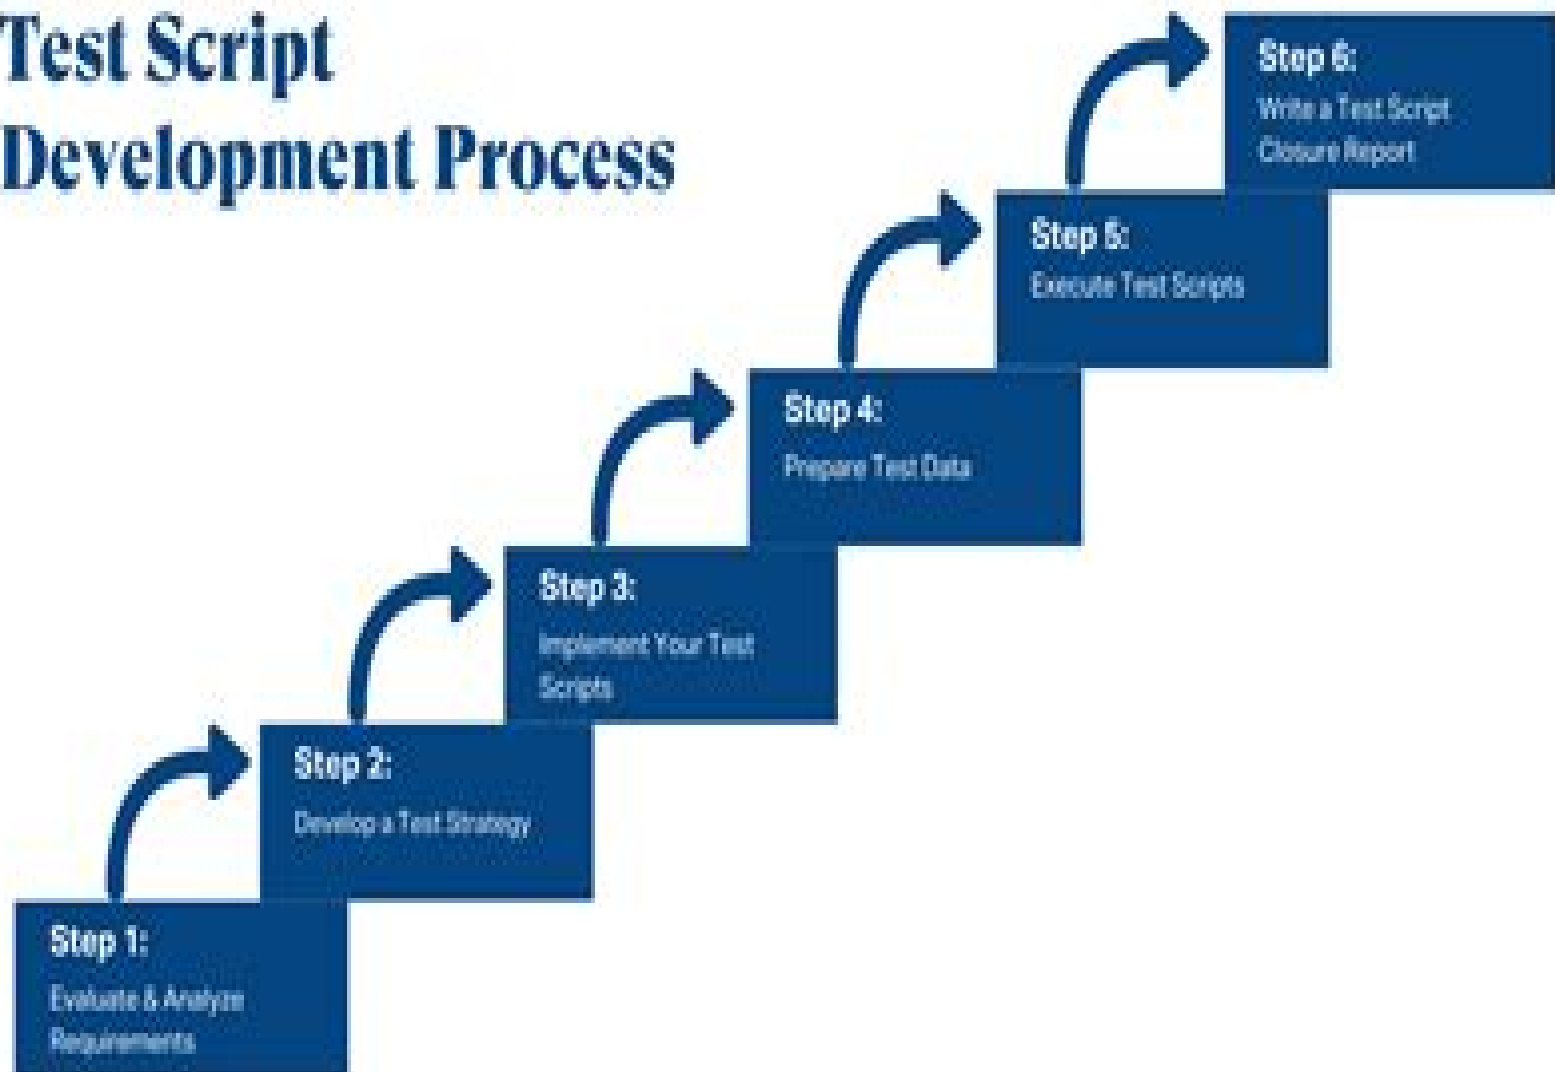 Test Script
Development Process
Step 1:
Evaluate & Analyze
Requirements
Step 2:
Develop a Test Strategy
Step 3:
Implement Your Test
Scripts
Step 4:
Prepare Test Data
Step 5:
Execute Test Scripts
Step 6:
Write a Test Script
Closure Report